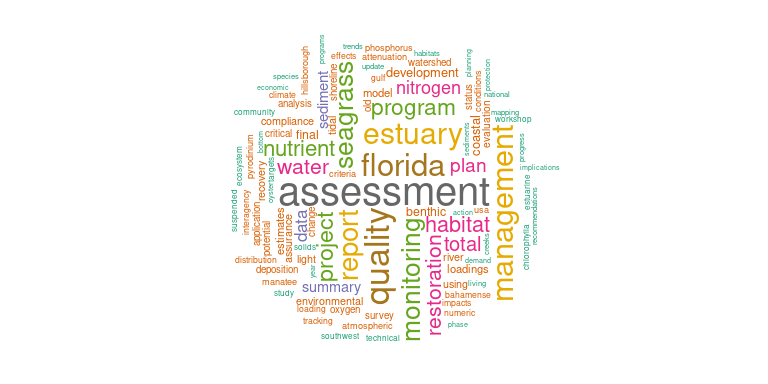 trends
phosphorus
habitats
programs
effects
attenuation
watershed
planning
hillsborough
seagrass
update
development
protection
species
shoreline
gulf
nitrogen
status
conditions
economic
climate
sediment
model
national
analysis
old
program
coastal
evaluation
mapping
community
compliance
tidal
estuary
workshop
critical
final
management
progress
bottom
nutrient
florida
sediments
ecosystem
pyrodinium
recovery
water
criteria
plan
implications
oyster
targets
assessment
estuarine
recommendations
suspended
interagency
application
potential
estimates
assurance
data
change
project
report
quality
monitoring
benthic
action
usa
habitat
solids
total
creeks
chlorophylla
distribution
light
restoration
river
demand
deposition
year
loadings
manatee
study
summary
using
living
environmental
bahamense
impacts
loading
oxygen
numeric
tracking
survey
atmospheric
phase
southwest
technical